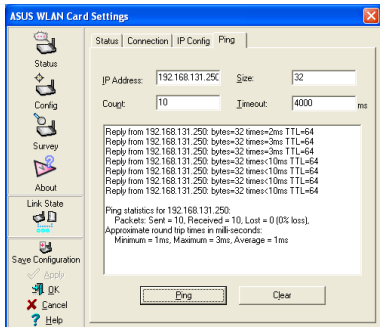 ASUS WLAN Card Settings
Status
Config
Survey
About
Link State
Save Configuration
Apply
OK
Cancel
Help
Status Connection IP Config Ping
IP Address: 192.168.131.250 Size: 32
Count: 10 Timeout: 4000 ms
Reply from 192.168.131.250: bytes=32 times=2ms TTL=64
Reply from 192.168.131.250: bytes=32 times=3ms TTL=64
Reply from 192.168.131.250: bytes=32 times=3ms TTL=64
Reply from 192.168.131.250: bytes=32 times<10ms TTL=64
Reply from 192.168.131.250: bytes=32 times<10ms TTL=64
Reply from 192.168.131.250: bytes=32 times<10ms TTL=64
Reply from 192.168.131.250: bytes=32 times<10ms TTL=64
Ping statistics for 192.168.131.250:
Packets: Sent = 10, Received = 10, Lost = 0 (0% loss),
Approximate round trip times in milli-seconds:
Minimum = 1ms, Maximum = 3ms, Average = 1ms
Ping Clear